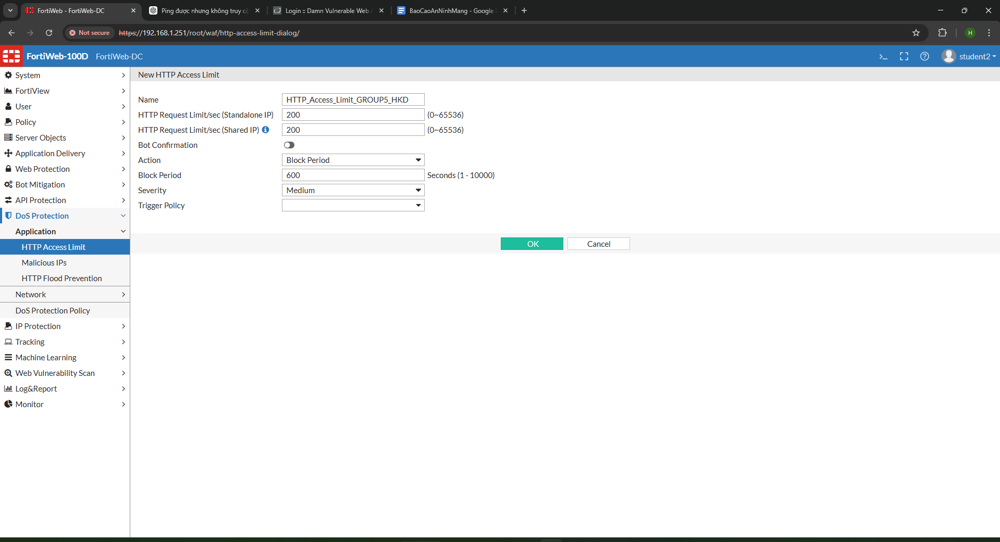 FortiWeb - FortiWeb-DC
Ping được nhưng không truy cậ
Login :: Damn Vulnerable Web
BaoCaoAnNinhMang - Google
Not secure
https://192.168.1.251/root/waf/http-access-limit-dialog/
H
FortiWeb-100D FortiWeb-DC
student2
System
FortiView
User
Policy
Server Objects
Application Delivery
Web Protection
Bot Mitigation
API Protection
DoS Protection
Application
HTTP Access Limit
Malicious IPs
HTTP Flood Prevention
Network
DoS Protection Policy
IP Protection
Tracking
Machine Learning
Web Vulnerability Scan
Log&Report
Monitor
New HTTP Access Limit
Name HTTP_Access_Limit_GROUP5_HKD
HTTP Request Limit/sec (Standalone IP) 200 (0~65536)
HTTP Request Limit/sec (Shared IP) 200 (0~65536)
Bot Confirmation
Action Block Period
Block Period 600 Seconds (1 - 10000)
Severity Medium
Trigger Policy
OK Cancel